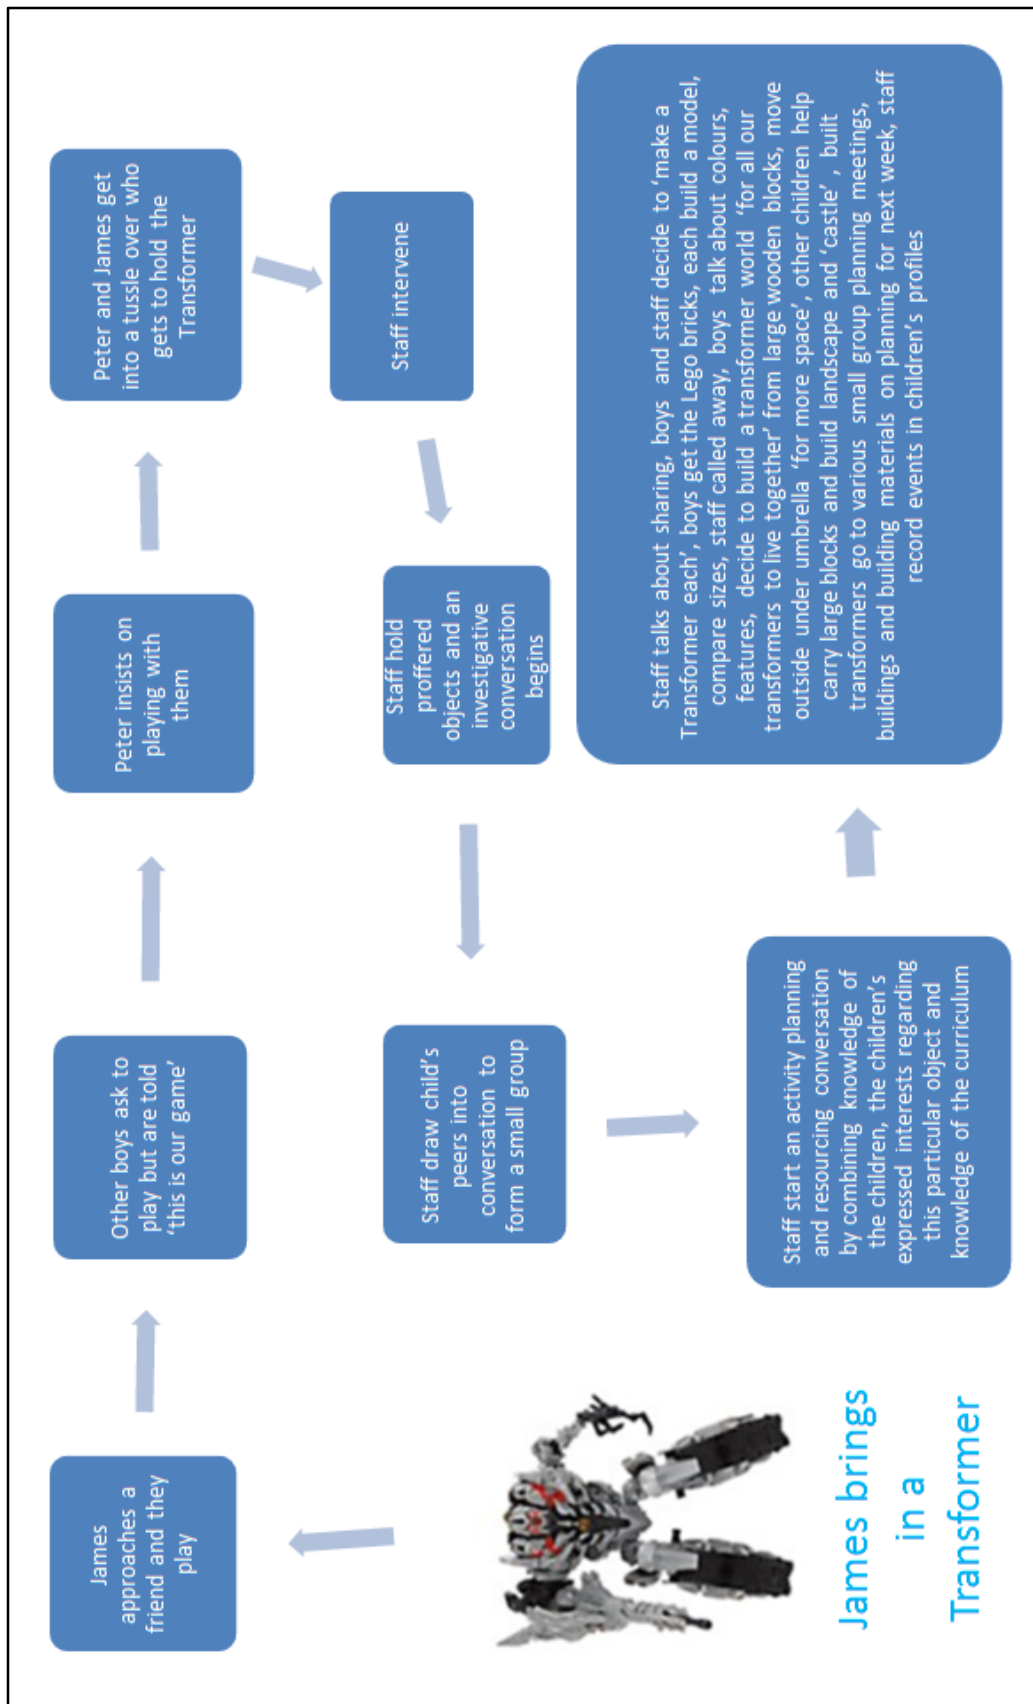 James brings
in a
Transformer
James
approaches a
friend and they
play
Other boys ask to
play but are told
‘this is our game’
Peter insists on
playing with
them
Peter and James get
into a tussle over who
gets to hold the
Transformer
Staff intervene
Staff hold
proffered
objects and an
investigative
conversation
begins
Staff draw child’s
peers into
conversation to
form a small group
Staff start an activity planning
and resourcing conversation
by combining knowledge of
the children, the children’s
expressed interests regarding
this particular object and
knowledge of the curriculum
Staff talks about sharing, boys and staff decide to ‘make a
Transformer each’, boys get the Lego bricks, each build a model,
compare sizes, staff called away, boys talk about colours,
features, decide to build a transformer world ‘for all our
transformers to live together’ from large wooden blocks, move
outside under umbrella ‘for more space’, other children help
carry large blocks and build landscape and ‘castle’ , built
transformers go to various small group planning meetings,
buildings and building materials on planning for next week, staff
record events in children’s profiles